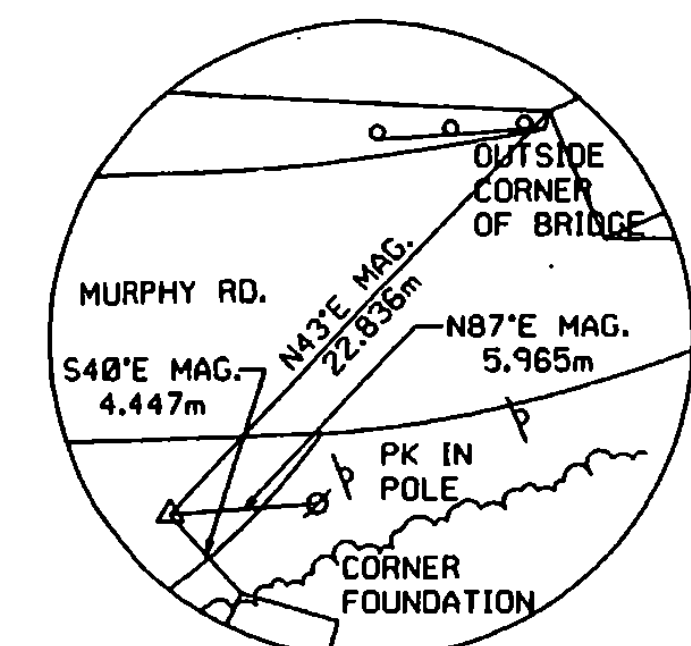 OUTSIDE
CORNER
OF BRIDGE
MURPHY RD.
N43°E MAG.
22.836m
N87°E MAG.
5.965m
S40°E MAG.
4.447m
PK IN
POLE
CORNER
FOUNDATION